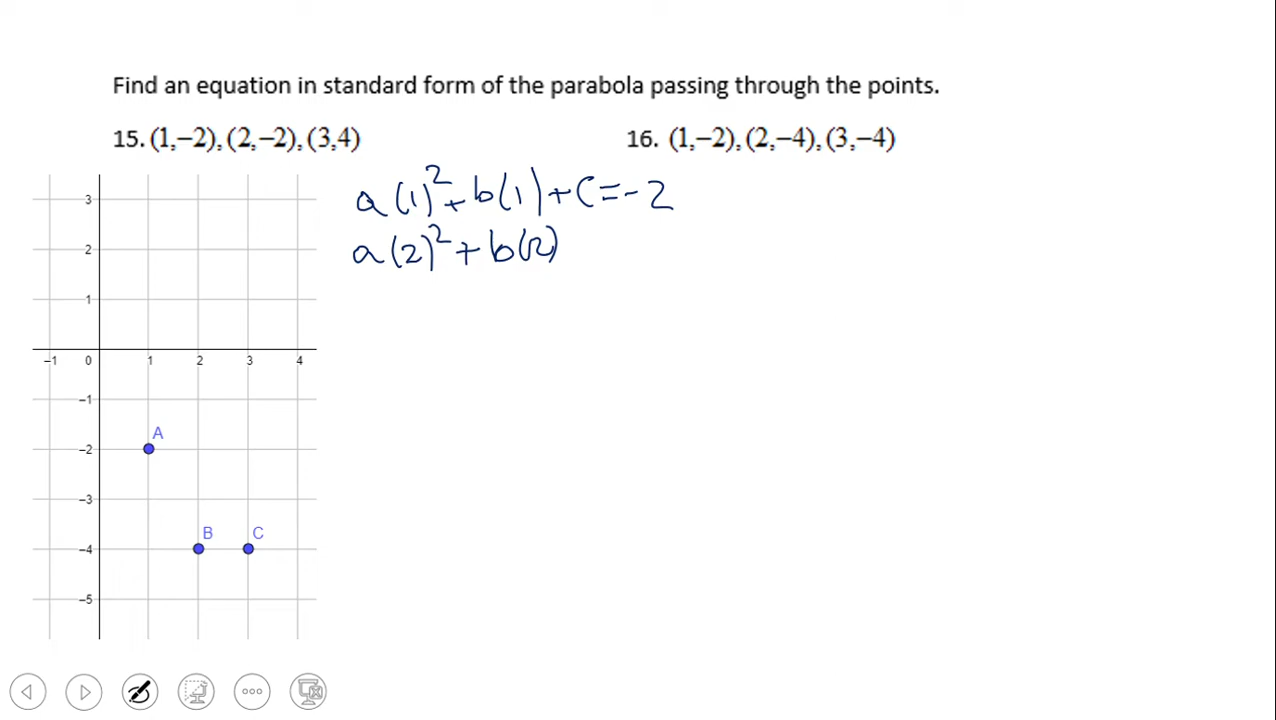 Find an equation in standard form of the parabola passing through the points.
15. (1,−2), (2,−2), (3,4)
16. (1,−2), (2,−4), (3,−4)
a(1)²+b(1)+c=-2
a(2)²+b(2)
3
2
1
−1 0 1 2 3 4
−1
A
−2
−3
B C
−4
−5